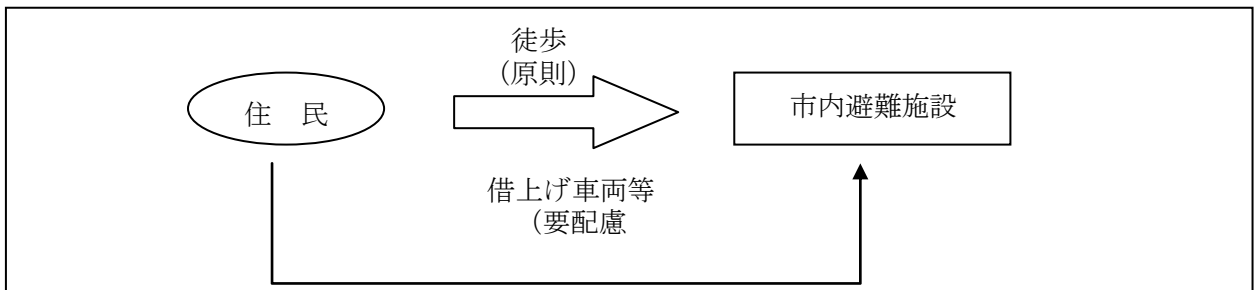 徒歩
（原則）
住　民
市内避難施設
借上げ車両等
（要配慮